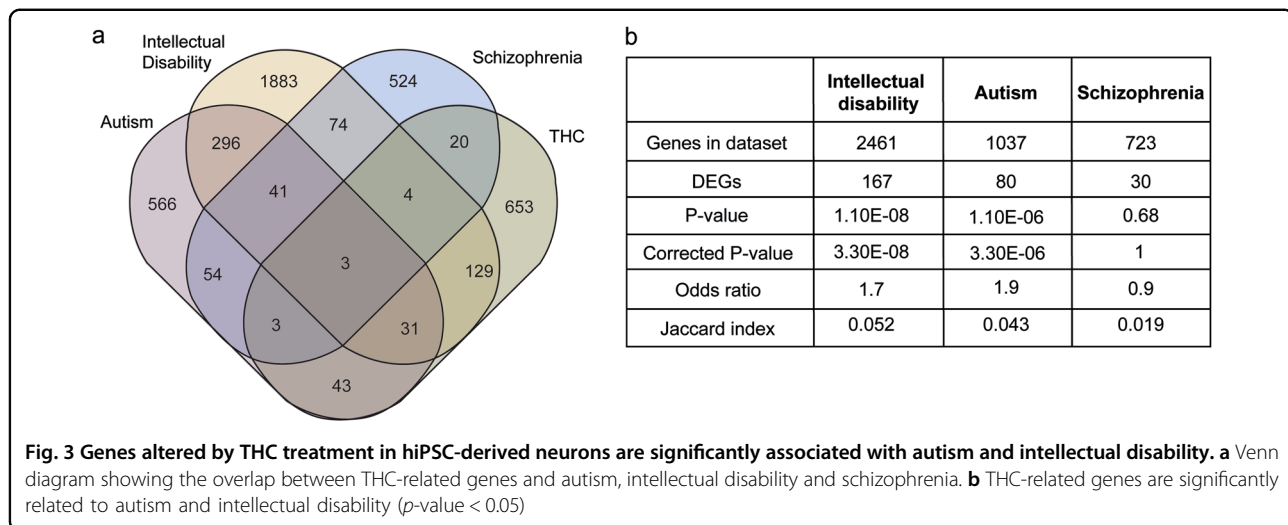 a
Intellectual
Disability
Schizophrenia
Autism
THC
1883
524
296
74
20
566
41
4
653
54
3
129
3
31
43
b
Intellectual disability Autism Schizophrenia
Genes in dataset 2461 1037 723
DEGs 167 80 30
P-value 1.10E-08 1.10E-06 0.68
Corrected P-value 3.30E-08 3.30E-06 1
Odds ratio 1.7 1.9 0.9
Jaccard index 0.052 0.043 0.019
Fig. 3 Genes altered by THC treatment in hiPSC-derived neurons are significantly associated with autism and intellectual disability. a Venn
diagram showing the overlap between THC-related genes and autism, intellectual disability and schizophrenia. b THC-related genes are significantly
related to autism and intellectual disability (p-value < 0.05)